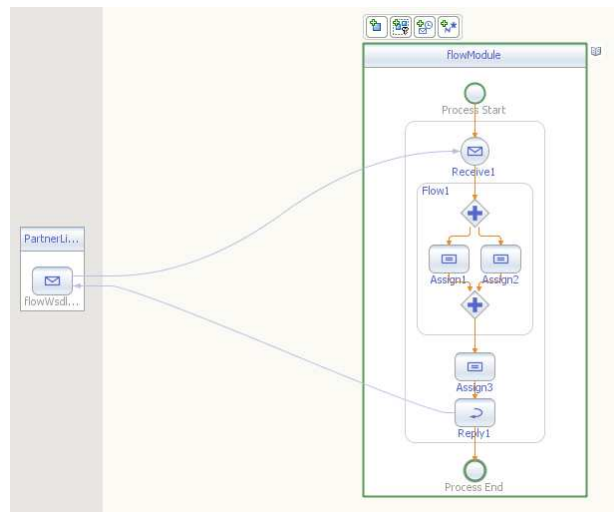 flowModule
Process Start
Receive1
Flow1
PartnerLi...
Assign1
Assign2
flowWsdl...
Assign3
Reply1
Process End